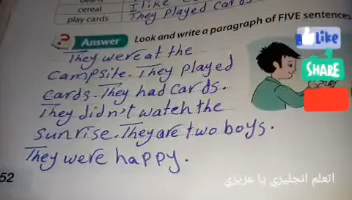 cereal
I like
play cards
They played cards
? Answer Look and write a paragraph of FIVE sentences
They were at the
campsite. They played
cards. They had cards.
They didn't watch the
sunrise. They are two boys.
They were happy.
Like
SHARE
52
اتعلم انجليزي يا عزيزي